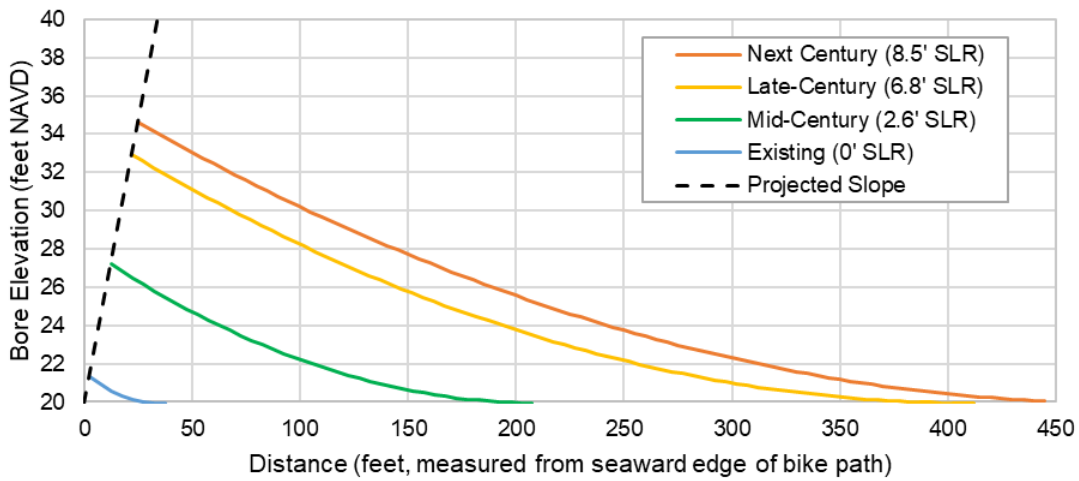 Bore Elevation (feet NAVD)
40
38
36
34
32
30
28
26
24
22
20
Next Century (8.5' SLR)
Late-Century (6.8' SLR)
Mid-Century (2.6' SLR)
Existing (0' SLR)
Projected Slope
0 50 100 150 200 250 300 350 400 450
Distance (feet, measured from seaward edge of bike path)